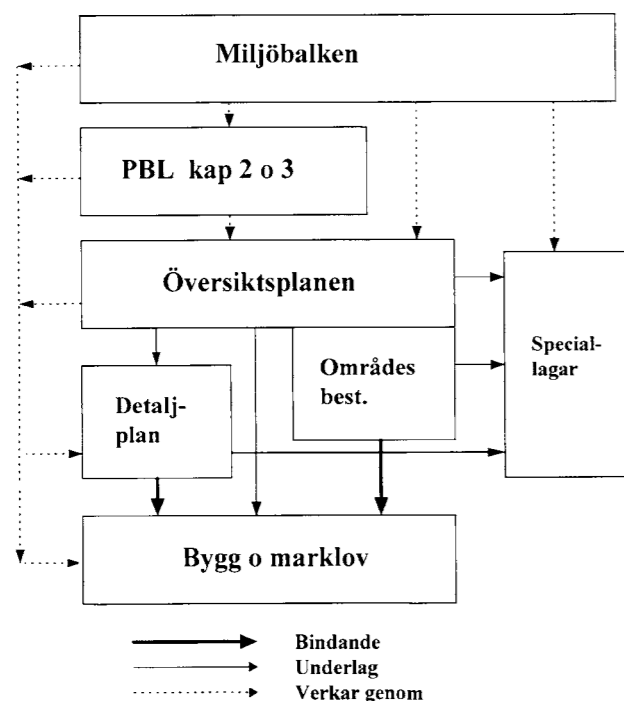 Miljöbalken
PBL kap 2 o 3
Översiktsplanen
Special-
lagar
Områdes
best.
Detalj-
plan
Bygg o marklov
Bindande
Underlag
Verkar genom